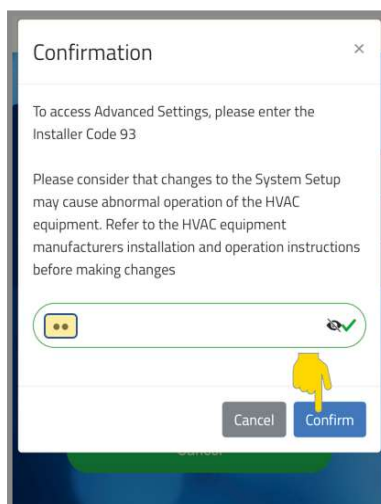 Confirmation ×
To access Advanced Settings, please enter the
Installer Code 93
Please consider that changes to the System Setup
may cause abnormal operation of the HVAC
equipment. Refer to the HVAC equipment
manufacturers installation and operation instructions
before making changes
Cancel Confirm